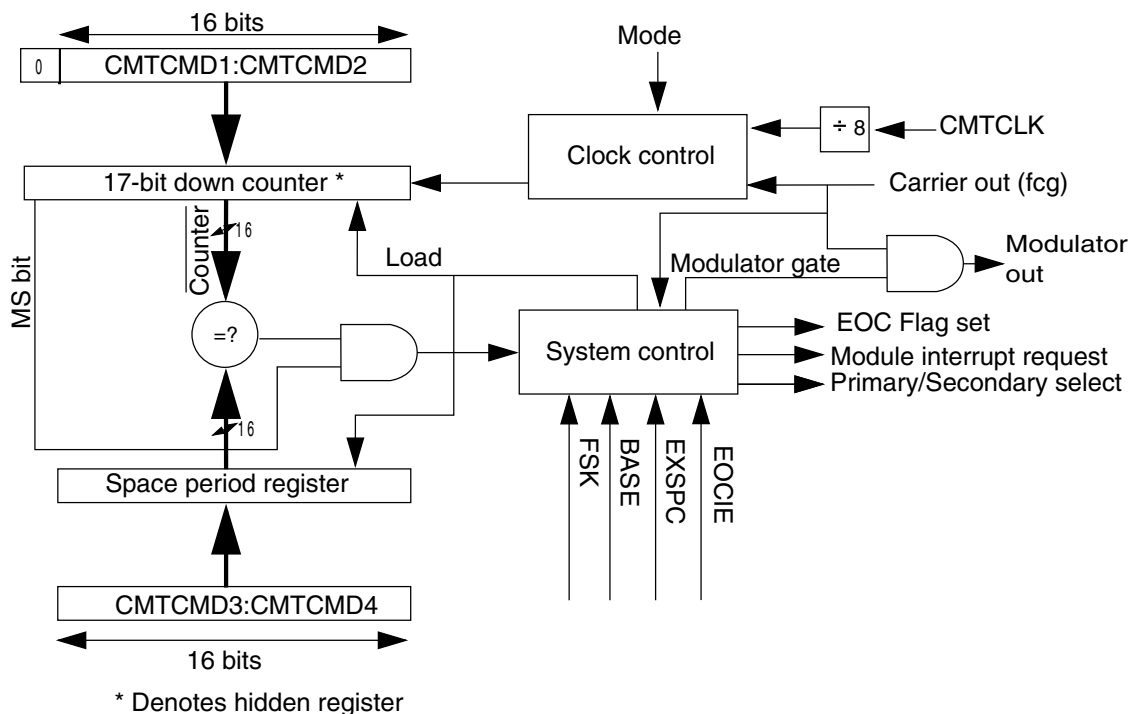 16 bits
Mode
0 CMTCMD1:CMTCMD2
÷ 8
CMTCLK
Clock control
17-bit down counter *
Carrier out (fcg)
16
Counter
MS bit
Load
Modulator gate
Modulator
out
=?
System control
EOC Flag set
Module interrupt request
Primary/Secondary select
16
FSK
BASE
EXSPC
EOCIE
Space period register
CMTCMD3:CMTCMD4
16 bits
* Denotes hidden register